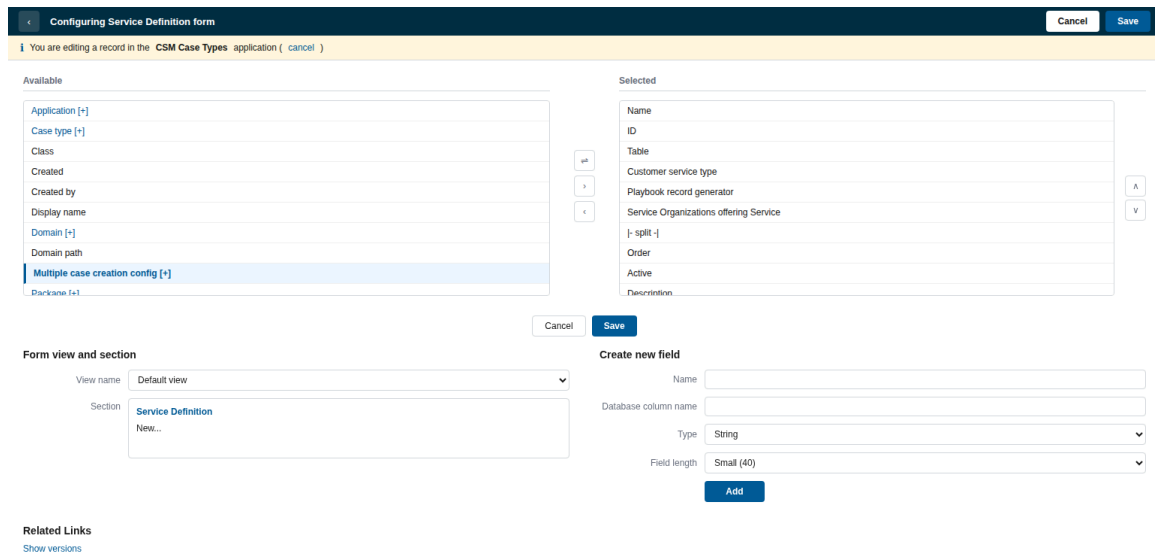 ‹ Configuring Service Definition form Cancel Save
ℹ You are editing a record in the CSM Case Types application ( cancel )
Available
Application [+]
Case type [+]
Class
Created
Created by
Display name
Domain [+]
Domain path
Multiple case creation config [+]
Package [+]
⇌
›
‹
Selected
Name
ID
Table
Customer service type
Playbook record generator
Service Organizations offering Service
|- split -|
Order
Active
Description
∧
∨
Cancel Save
Form view and section
View name Default view
Section Service Definition
New...
Create new field
Name
Database column name
Type String
Field length Small (40)
Add
Related Links
Show versions